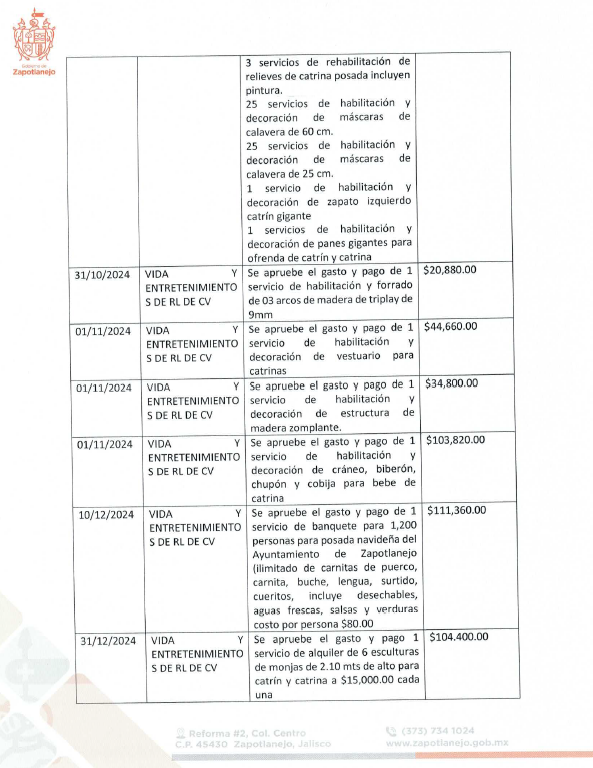 Gobierno de
Zapotlanejo
3 servicios de rehabilitación de
relieves de catrina posada incluyen
pintura.
25 servicios de habilitación y
decoración de máscaras de
calavera de 60 cm.
25 servicios de habilitación y
decoración de máscaras de
calavera de 25 cm.
1 servicio de habilitación y
decoración de zapato izquierdo
catrín gigante
1 servicios de habilitación y
decoración de panes gigantes para
ofrenda de catrín y catrina
31/10/2024 VIDA Y Se apruebe el gasto y pago de 1 $20,880.00
ENTRETENIMIENTO servicio de habilitación y forrado
S DE RL DE CV de 03 arcos de madera de triplay de
9mm
01/11/2024 VIDA Y Se apruebe el gasto y pago de 1 $44,660.00
ENTRETENIMIENTO servicio de habilitación y
S DE RL DE CV decoración de vestuario para
catrinas
01/11/2024 VIDA Y Se apruebe el gasto y pago de 1 $34,800.00
ENTRETENIMIENTO servicio de habilitación y
S DE RL DE CV decoración de estructura de
madera zomplante.
01/11/2024 VIDA Y Se apruebe el gasto y pago de 1 $103,820.00
ENTRETENIMIENTO servicio de habilitación y
S DE RL DE CV decoración de cráneo, biberón,
chupón y cobija para bebe de
catrina
10/12/2024 VIDA Y Se apruebe el gasto y pago de 1 $111,360.00
ENTRETENIMIENTO servicio de banquete para 1,200
S DE RL DE CV personas para posada navideña del
Ayuntamiento de Zapotlanejo
(ilimitado de carnitas de puerco,
carnita, buche, lengua, surtido,
cueritos, incluye desechables,
aguas frescas, salsas y verduras
costo por persona $80.00
31/12/2024 VIDA Y Se apruebe el gasto y pago 1 $104.400.00
ENTRETENIMIENTO servicio de alquiler de 6 esculturas
S DE RL DE CV de monjas de 2.10 mts de alto para
catrín y catrina a $15,000.00 cada
una
Reforma #2, Col. Centro (373) 734 1024
C.P. 45430 Zapotlanejo, Jalisco www.zapotlanejo.gob.mx